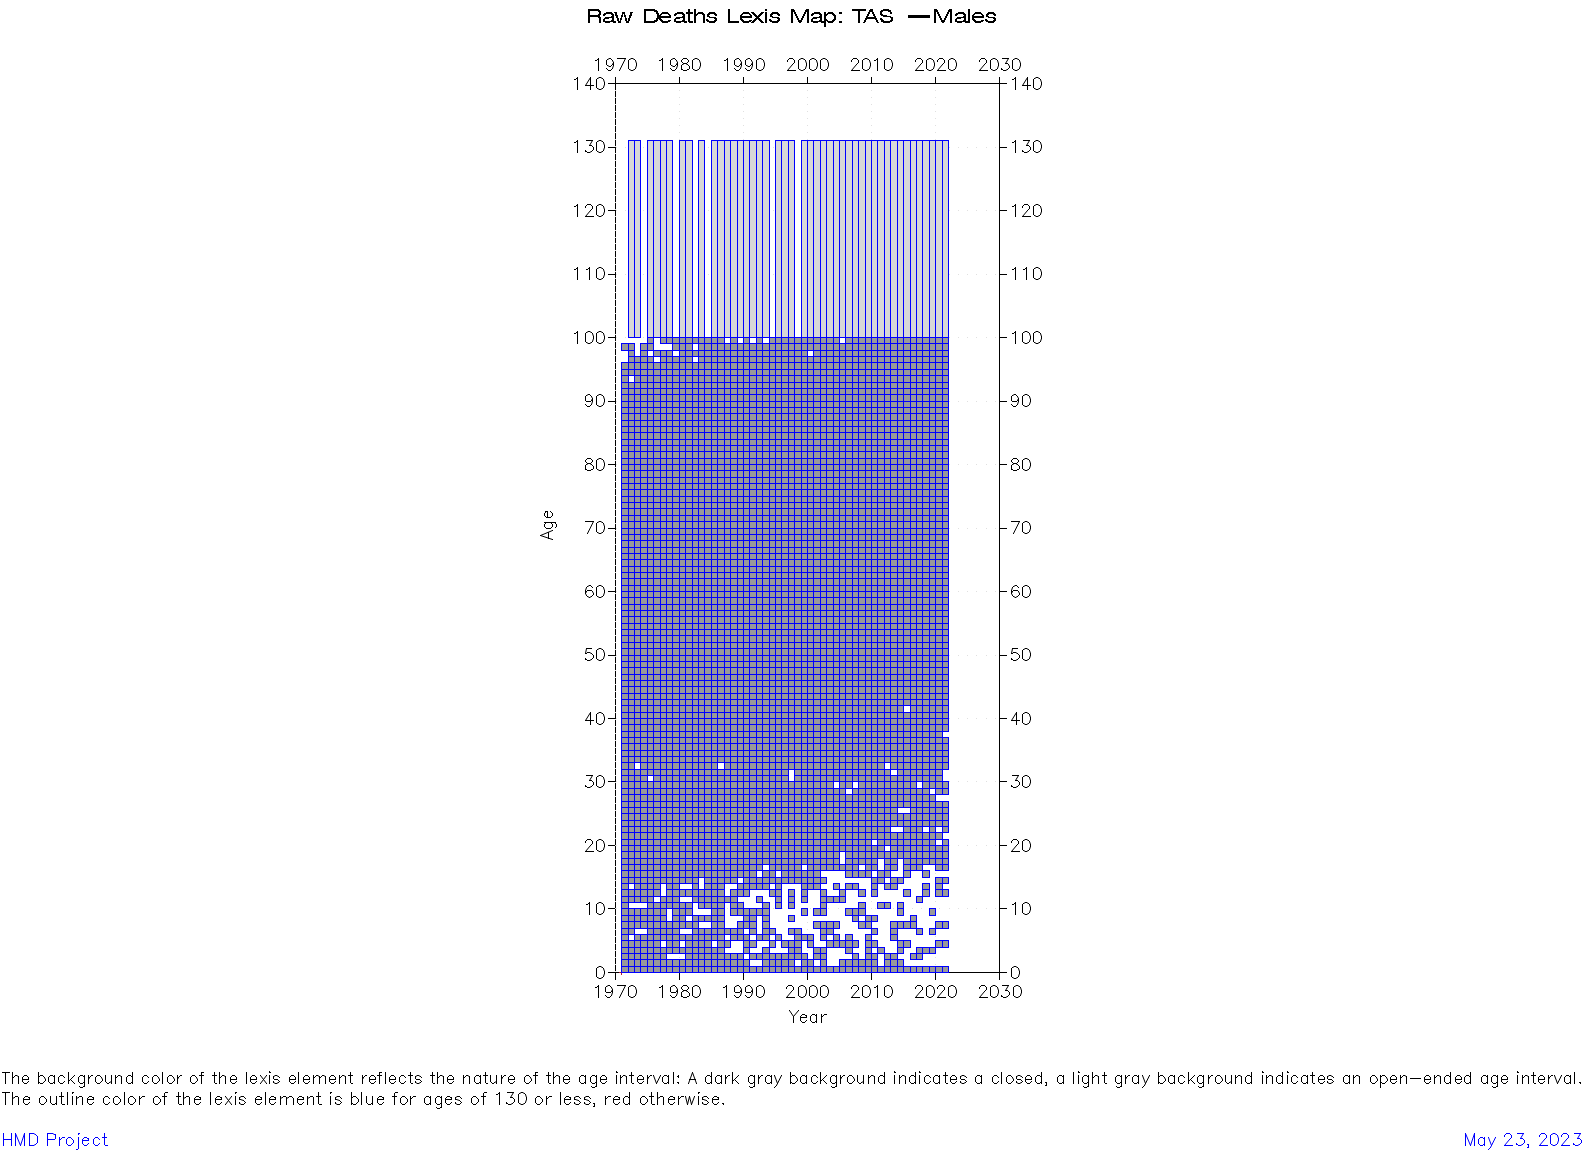 Raw Deaths Lexis Map: TAS —Males
1970 1980 1990 2000 2010 2020 2030
140 140
130 130
120 120
110 110
100 100
90 90
80 80
70 70
60 60
50 50
40 40
30 30
20 20
10 10
0 0
Age
1970 1980 1990 2000 2010 2020 2030
Year
The background color of the lexis element reflects the nature of the age interval: A dark gray background indicates a closed, a light gray background indicates an open—ended age interval.
The outline color of the lexis element is blue for ages of 130 or less, red otherwise.
HMD Project May 23, 2023